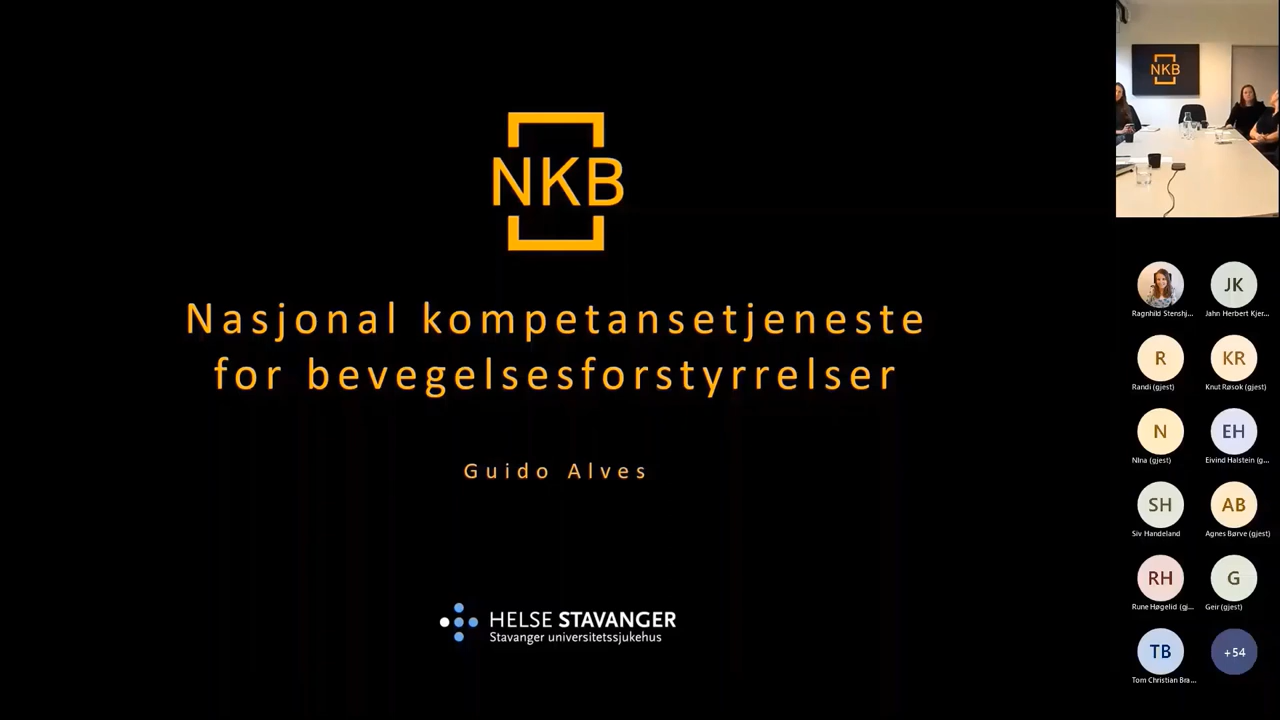 NKB
Nasjonal kompetansetjeneste
for bevegelsesforstyrrelser
Guido Alves
HELSE STAVANGER
Stavanger universitetssjukehus
NKB
Ragnhild Stenshj...
JK
Jahn Herbert Kjer...
R
Randi (gjest)
KR
Knut Røsok (gjest)
N
NIna (gjest)
EH
Eivind Halstein (g...
SH
Siv Handeland
AB
Agnes Børve (gjest)
RH
Rune Høgelid (gj...
G
Geir (gjest)
TB
Tom Christian Bra...
+54